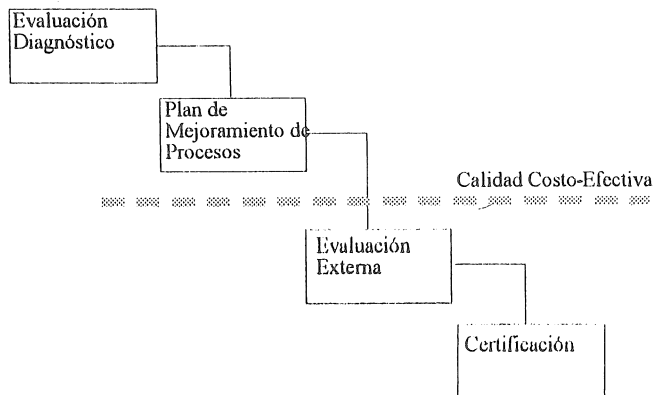 Evaluación
Diagnóstico
Plan de
Mejoramiento de
Procesos
Calidad Costo-Efectiva
Evaluación
Externa
Certificación